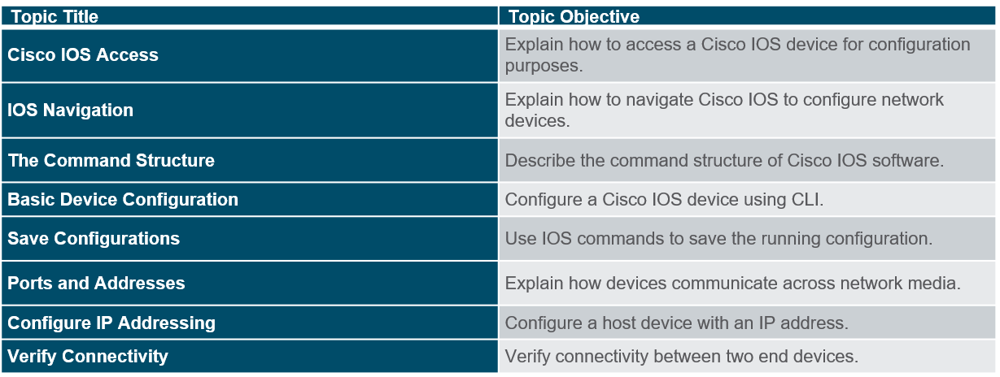 Topic Title
Topic Objective
Cisco IOS Access
Explain how to access a Cisco IOS device for configuration
purposes.
IOS Navigation
Explain how to navigate Cisco IOS to configure network
devices.
The Command Structure
Describe the command structure of Cisco IOS software.
Basic Device Configuration
Configure a Cisco IOS device using CLI.
Save Configurations
Use IOS commands to save the running configuration.
Ports and Addresses
Explain how devices communicate across network media.
Configure IP Addressing
Configure a host device with an IP address.
Verify Connectivity
Verify connectivity between two end devices.